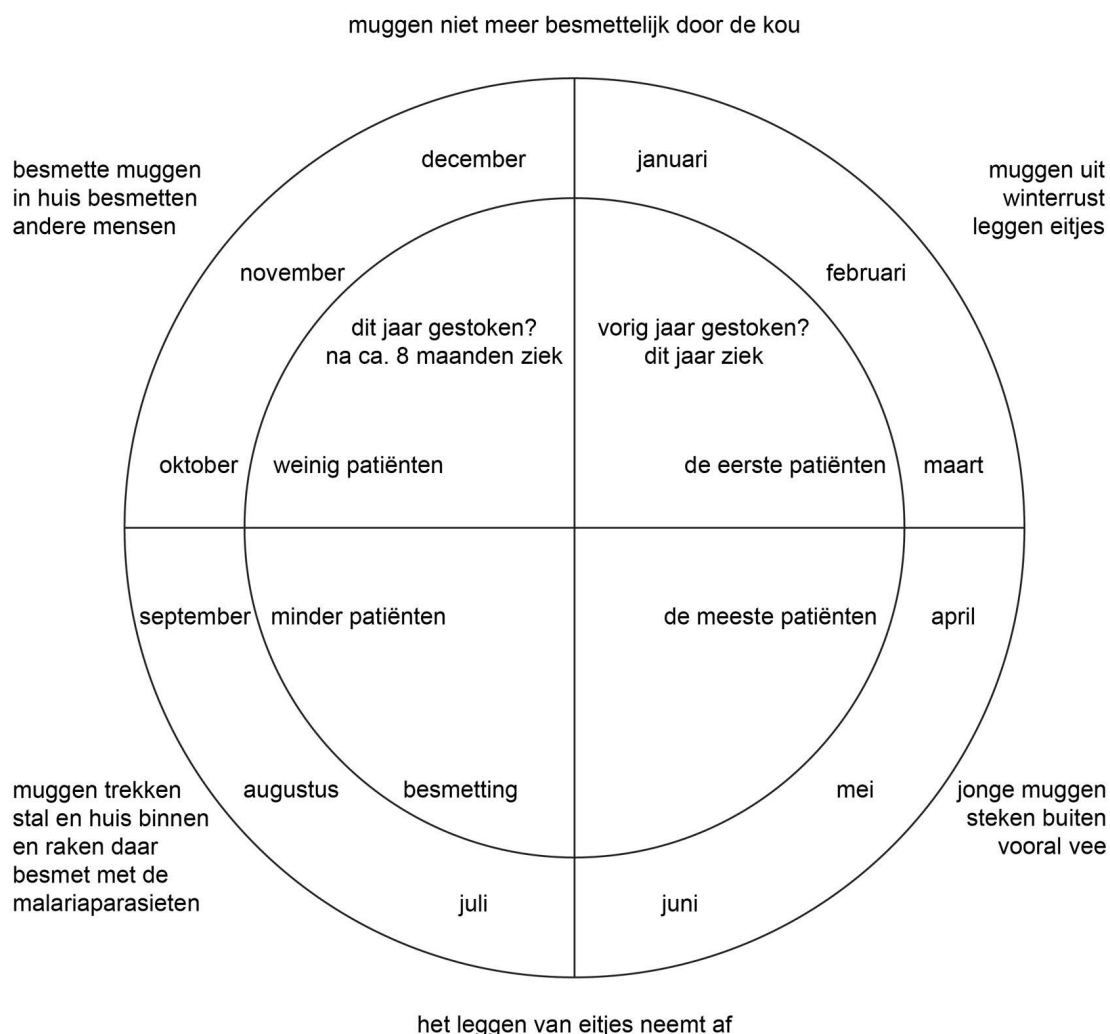 muggen niet meer besmettelijk door de kou
december
januari
besmette muggen
in huis besmetten
andere mensen
muggen uit
winterrust
leggen eitjes
november
februari
dit jaar gestoken?
na ca. 8 maanden ziek
vorig jaar gestoken?
dit jaar ziek
oktober
weinig patiënten
de eerste patiënten
maart
september
minder patiënten
de meeste patiënten
april
muggen trekken
stal en huis binnen
en raken daar
besmet met de
malariaparasieten
augustus
besmetting
mei
jonge muggen
steken buiten
vooral vee
juli
juni
het leggen van eitjes neemt af